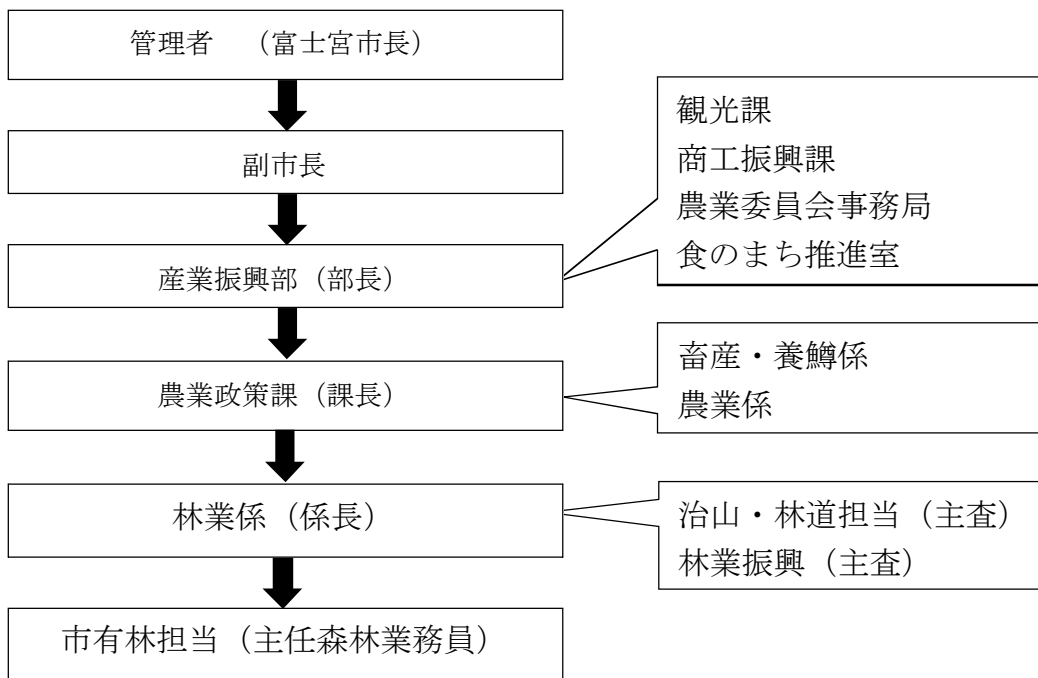 管理者　（富士宮市長）
副市長
産業振興部（部長）
観光課
商工振興課
農業委員会事務局
食のまち推進室
農業政策課（課長）
畜産・養鱒係
農業係
林業係（係長）
治山・林道担当（主査）
林業振興（主査）
市有林担当（主任森林業務員）